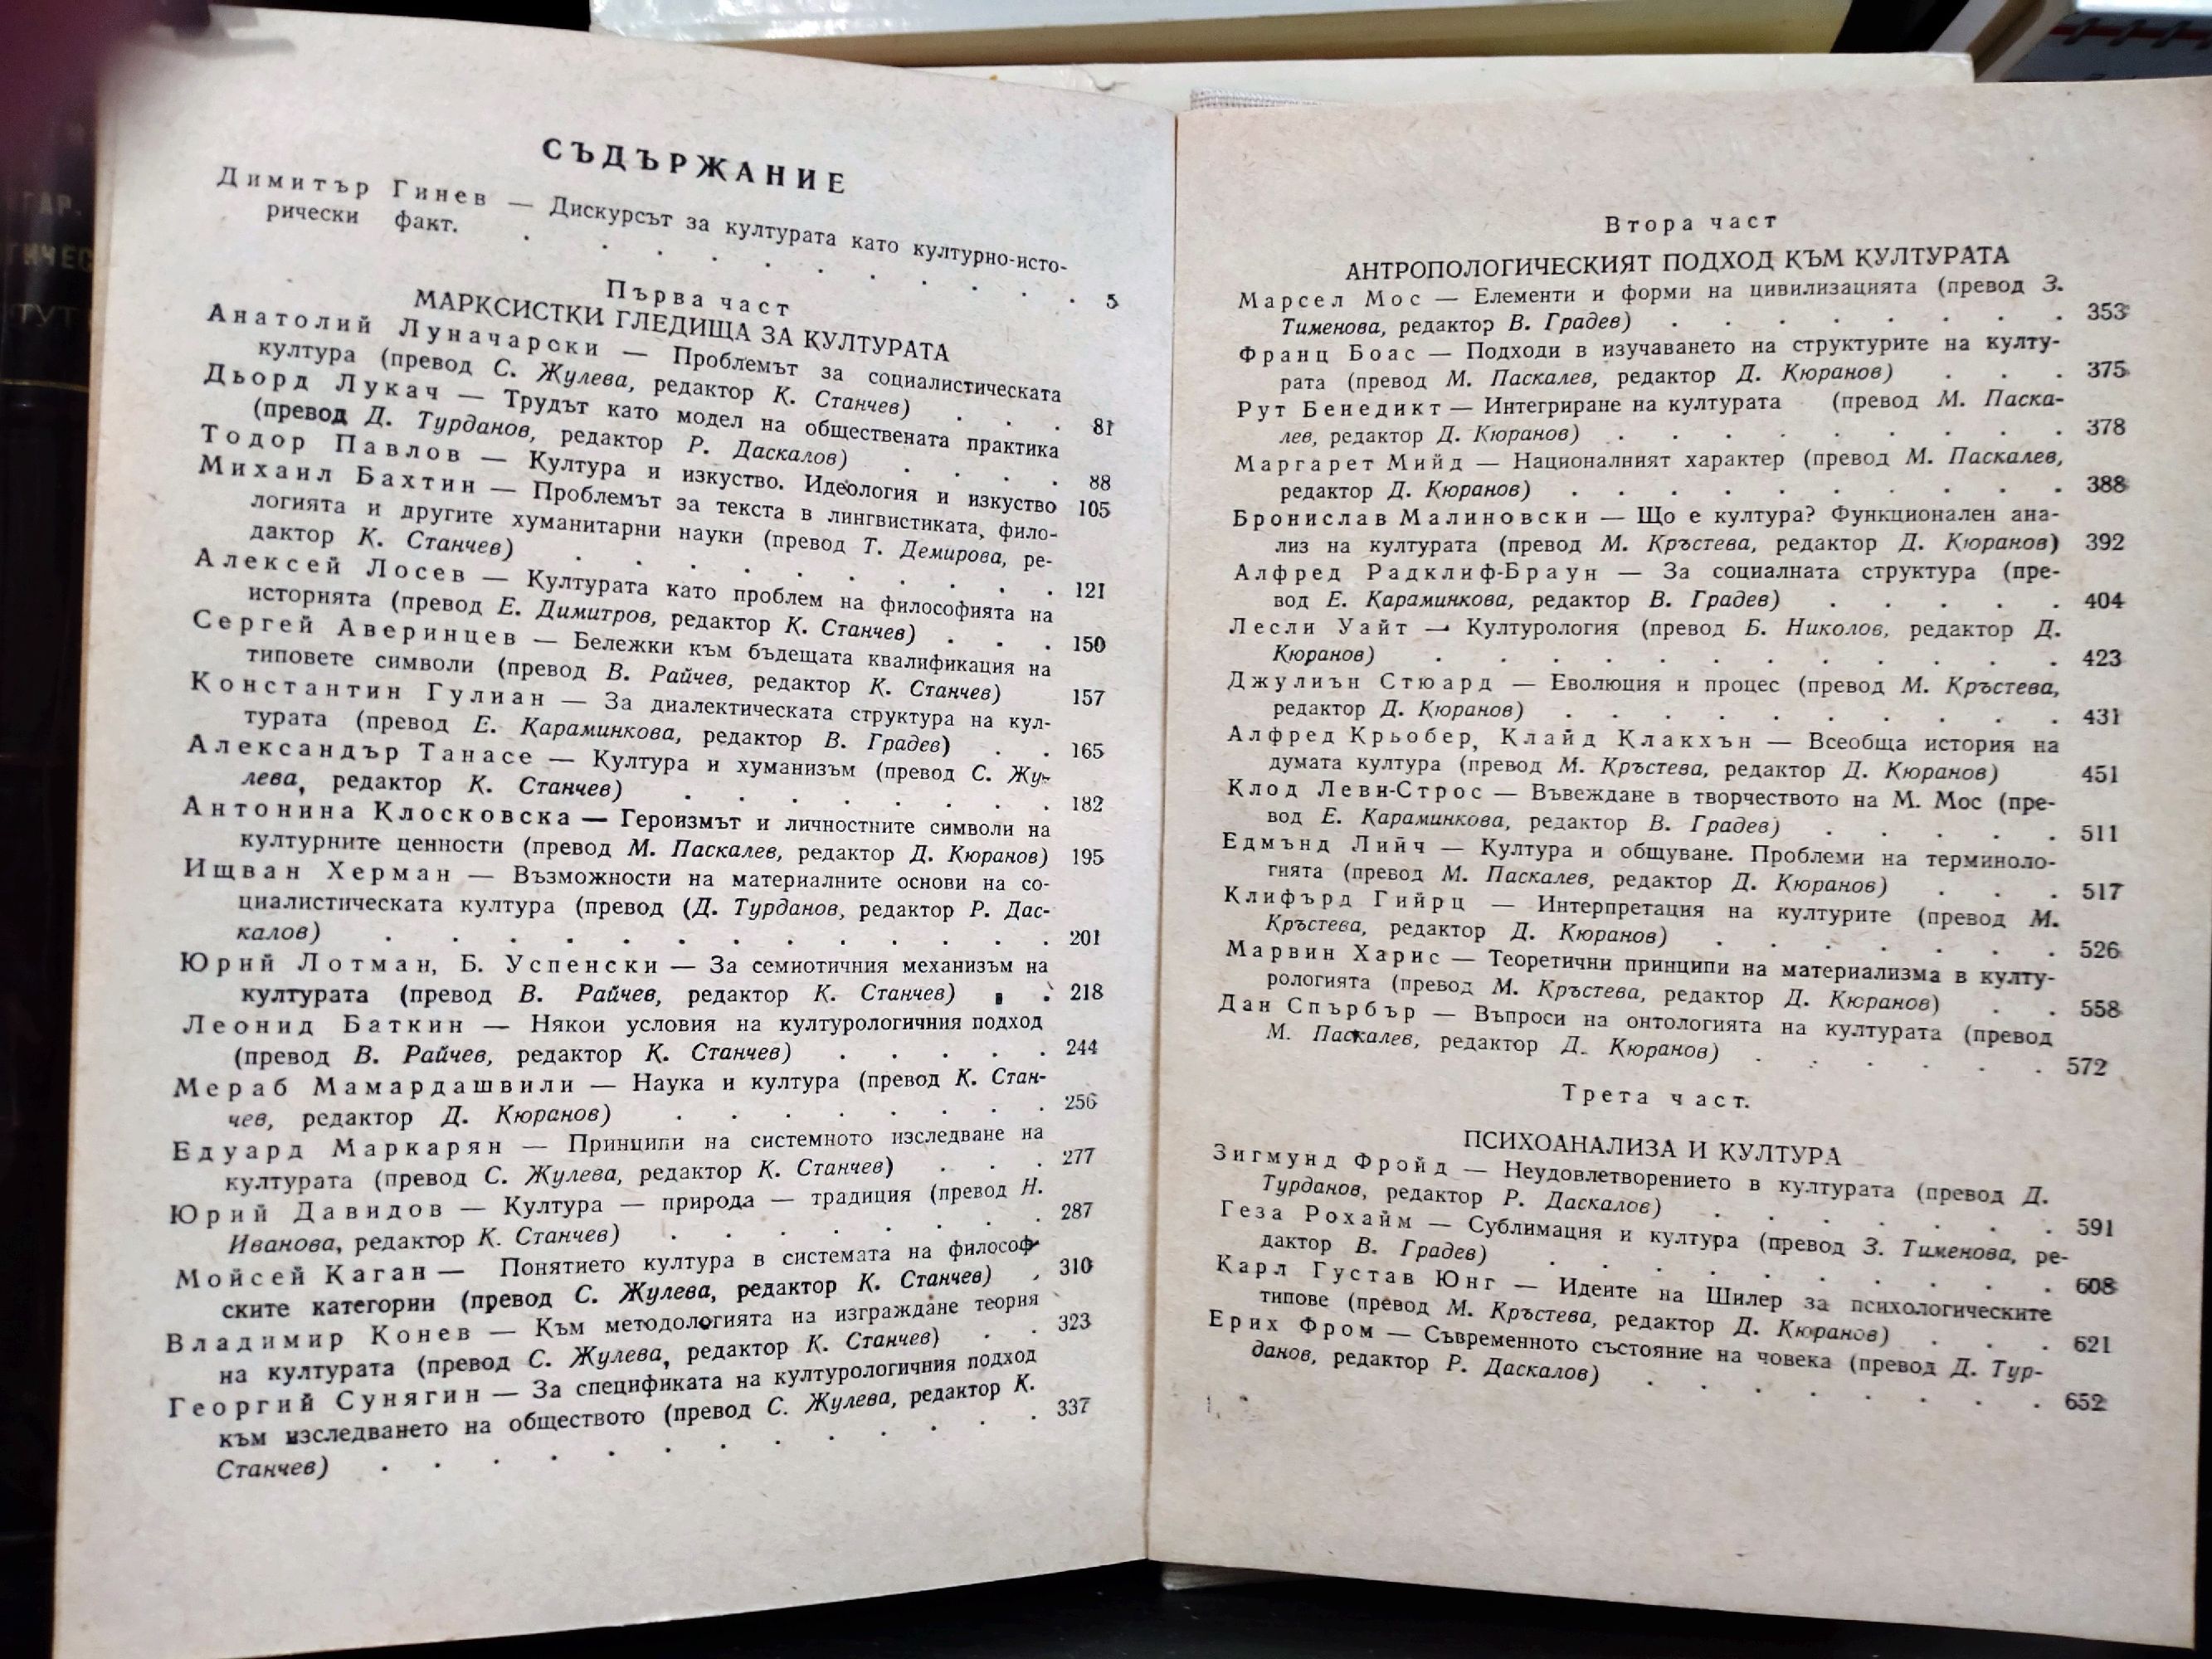 СЪДЪРЖАНИЕ
Димитър Гинев — Дискурсът за културата като културно-исто-
рически факт. . . . . . . . . 5
Първа част
МАРКСИСТКИ ГЛЕДИЩА ЗА КУЛТУРАТА
Анатолий Луначарски — Проблемът за социалистическата
култура (превод С. Жулева, редактор К. Станчев) . . . 81
Дьорд Лукач — Трудът като модел на обществената практика
(превод Д. Турданов, редактор Р. Даскалов) . . . . 88
Тодор Павлов — Култура и изкуство. Идеология и изкуство 105
Михаил Бахтин — Проблемът за текста в лингвистиката, фило-
логията и другите хуманитарни науки (превод Т. Демирова, ре-
дактор К. Станчев) . . . . . . . . 121
Алексей Лосев — Културата като проблем на философията на
историята (превод Е. Димитров, редактор К. Станчев) . . . 150
Сергей Аверинцев — Бележки към бъдещата квалификация на
типовете символи (превод В. Райчев, редактор К. Станчев) 157
Константин Гулиан — За диалектическата структура на кул-
турата (превод Е. Караминкова, редактор В. Градев) . . 165
Александър Танасе — Култура и хуманизъм (превод С. Жу-
лева, редактор К. Станчев) . . . . . . . . 182
Антонина Клосковска — Героизмът и личностните символи на
културните ценности (превод М. Паскалев, редактор Д. Кюранов) 195
Ищван Херман — Възможности на материалните основи на со-
циалистическата култура (превод (Д. Турданов, редактор Р. Дас-
калов) . . . . . . . . . . . 201
Юрий Лотман, Б. Успенски — За семиотичния механизъм на
културата (превод В. Райчев, редактор К. Станчев) . . 218
Леонид Баткин — Някои условия на културологичния подход
(превод В. Райчев, редактор К. Станчев) . . . . . 244
Мераб Мамардашвили — Наука и култура (превод К. Стан-
чев, редактор Д. Кюранов) . . . . . . . 256
Едуард Маркарян — Принципи на системното изследване на
културата (превод С. Жулева, редактор К. Станчев) . . . 277
Юрий Давидов — Култура — природа — традиция (превод Н.
Иванова, редактор К. Станчев) . . . . . . . 287
Мойсей Каган — Понятието култура в системата на философ-
ските категории (превод С. Жулева, редактор К. Станчев) . 310
Владимир Конев — Към методологията на изграждане теория
на културата (превод С. Жулева, редактор К. Станчев) . . 323
Георгий Сунягин — За спецификата на културологичния подход
към изследването на обществото (превод С. Жулева, редактор К.
Станчев) . . . . . . . . . . . 337
Втора част
АНТРОПОЛОГИЧЕСКИЯТ ПОДХОД КЪМ КУЛТУРАТА
Марсел Мос — Елементи и форми на цивилизацията (превод З.
Тименова, редактор В. Градев) . . . . . . . 353
Франц Боас — Подходи в изучаването на структурите на култу-
рата (превод М. Паскалев, редактор Д. Кюранов) . . . 375
Рут Бенедикт — Интегриране на културата (превод М. Паска-
лев, редактор Д. Кюранов) . . . . . . . . 378
Маргарет Мийд — Националният характер (превод М. Паскалев,
редактор Д. Кюранов) . . . . . . . . . 388
Бронислав Малиновски — Що е култура? Функционален ана-
лиз на културата (превод М. Кръстева, редактор Д. Кюранов) 392
Алфред Радклиф-Браун — За социалната структура (пре-
вод Е. Караминкова, редактор В. Градев) . . . . . 404
Лесли Уайт — Културология (превод Б. Николов, редактор Д.
Кюранов) . . . . . . . . . . . 423
Джулиън Стюард — Еволюция и процес (превод М. Кръстева,
редактор Д. Кюранов) . . . . . . . . . 431
Алфред Крьобер, Клайд Клакхън — Всеобща история на
думата култура (превод М. Кръстева, редактор Д. Кюранов) 451
Клод Леви-Строс — Въвеждане в творчеството на М. Мос (пре-
вод Е. Караминкова, редактор В. Градев) . . . . . 511
Едмънд Лийч — Култура и общуване. Проблеми на терминоло-
гията (превод М. Паскалев, редактор Д. Кюранов) . . . 517
Клифърд Гийрц — Интерпретация на културите (превод М.
Кръстева, редактор Д. Кюранов) . . . . . . . 526
Марвин Харис — Теоретични принципи на материализма в култу-
рологията (превод М. Кръстева, редактор Д. Кюранов) . . 558
Дан Спърбър — Въпроси на онтологията на културата (превод
М. Паскалев, редактор Д. Кюранов) . . . . . . 572
Трета част.
ПСИХОАНАЛИЗА И КУЛТУРА
Зигмунд Фройд — Неудовлетворението в културата (превод Д.
Турданов, редактор Р. Даскалов) . . . . . . . 591
Геза Рохайм — Сублимация и култура (превод З. Тименова, ре-
дактор В. Градев) . . . . . . . . . . 608
Карл Густав Юнг — Идеите на Шилер за психологическите
типове (превод М. Кръстева, редактор Д. Кюранов) . . . 621
Ерих Фром — Съвременното състояние на човека (превод Д. Тур-
данов, редактор Р. Даскалов) . . . . . . . . 652